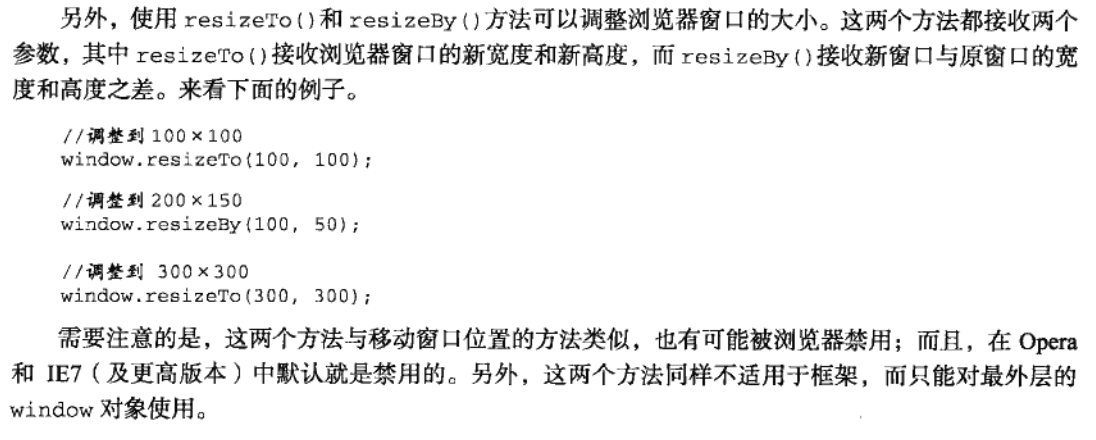 另外，使用 resizeTo()和 resizeBy()方法可以调整浏览器窗口的大小。这两个方法都接收两个
参数，其中 resizeTo()接收浏览器窗口的新宽度和新高度，而 resizeBy()接收新窗口与原窗口的宽
度和高度之差。来看下面的例子。
//调整到 100×100
window.resizeTo(100, 100);
//调整到 200×150
window.resizeBy(100, 50);
//调整到 300×300
window.resizeTo(300, 300);
需要注意的是，这两个方法与移动窗口位置的方法类似，也有可能被浏览器禁用；而且，在 Opera
和 IE7（及更高版本）中默认就是禁用的。另外，这两个方法同样不适用于框架，而只能对最外层的
window 对象使用。